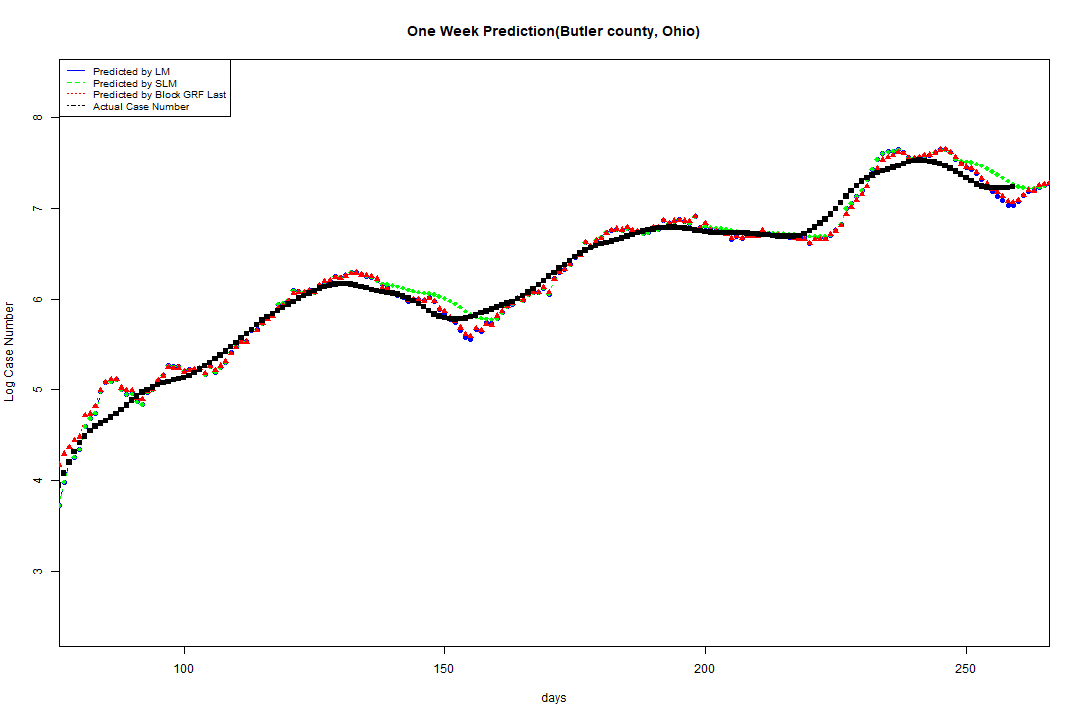 One Week Prediction(Butler county, Ohio)
Predicted by LM
Predicted by SLM
Predicted by Block GRF Last
Actual Case Number
Log Case Number
8
7
6
5
4
3
100 150 200 250
days